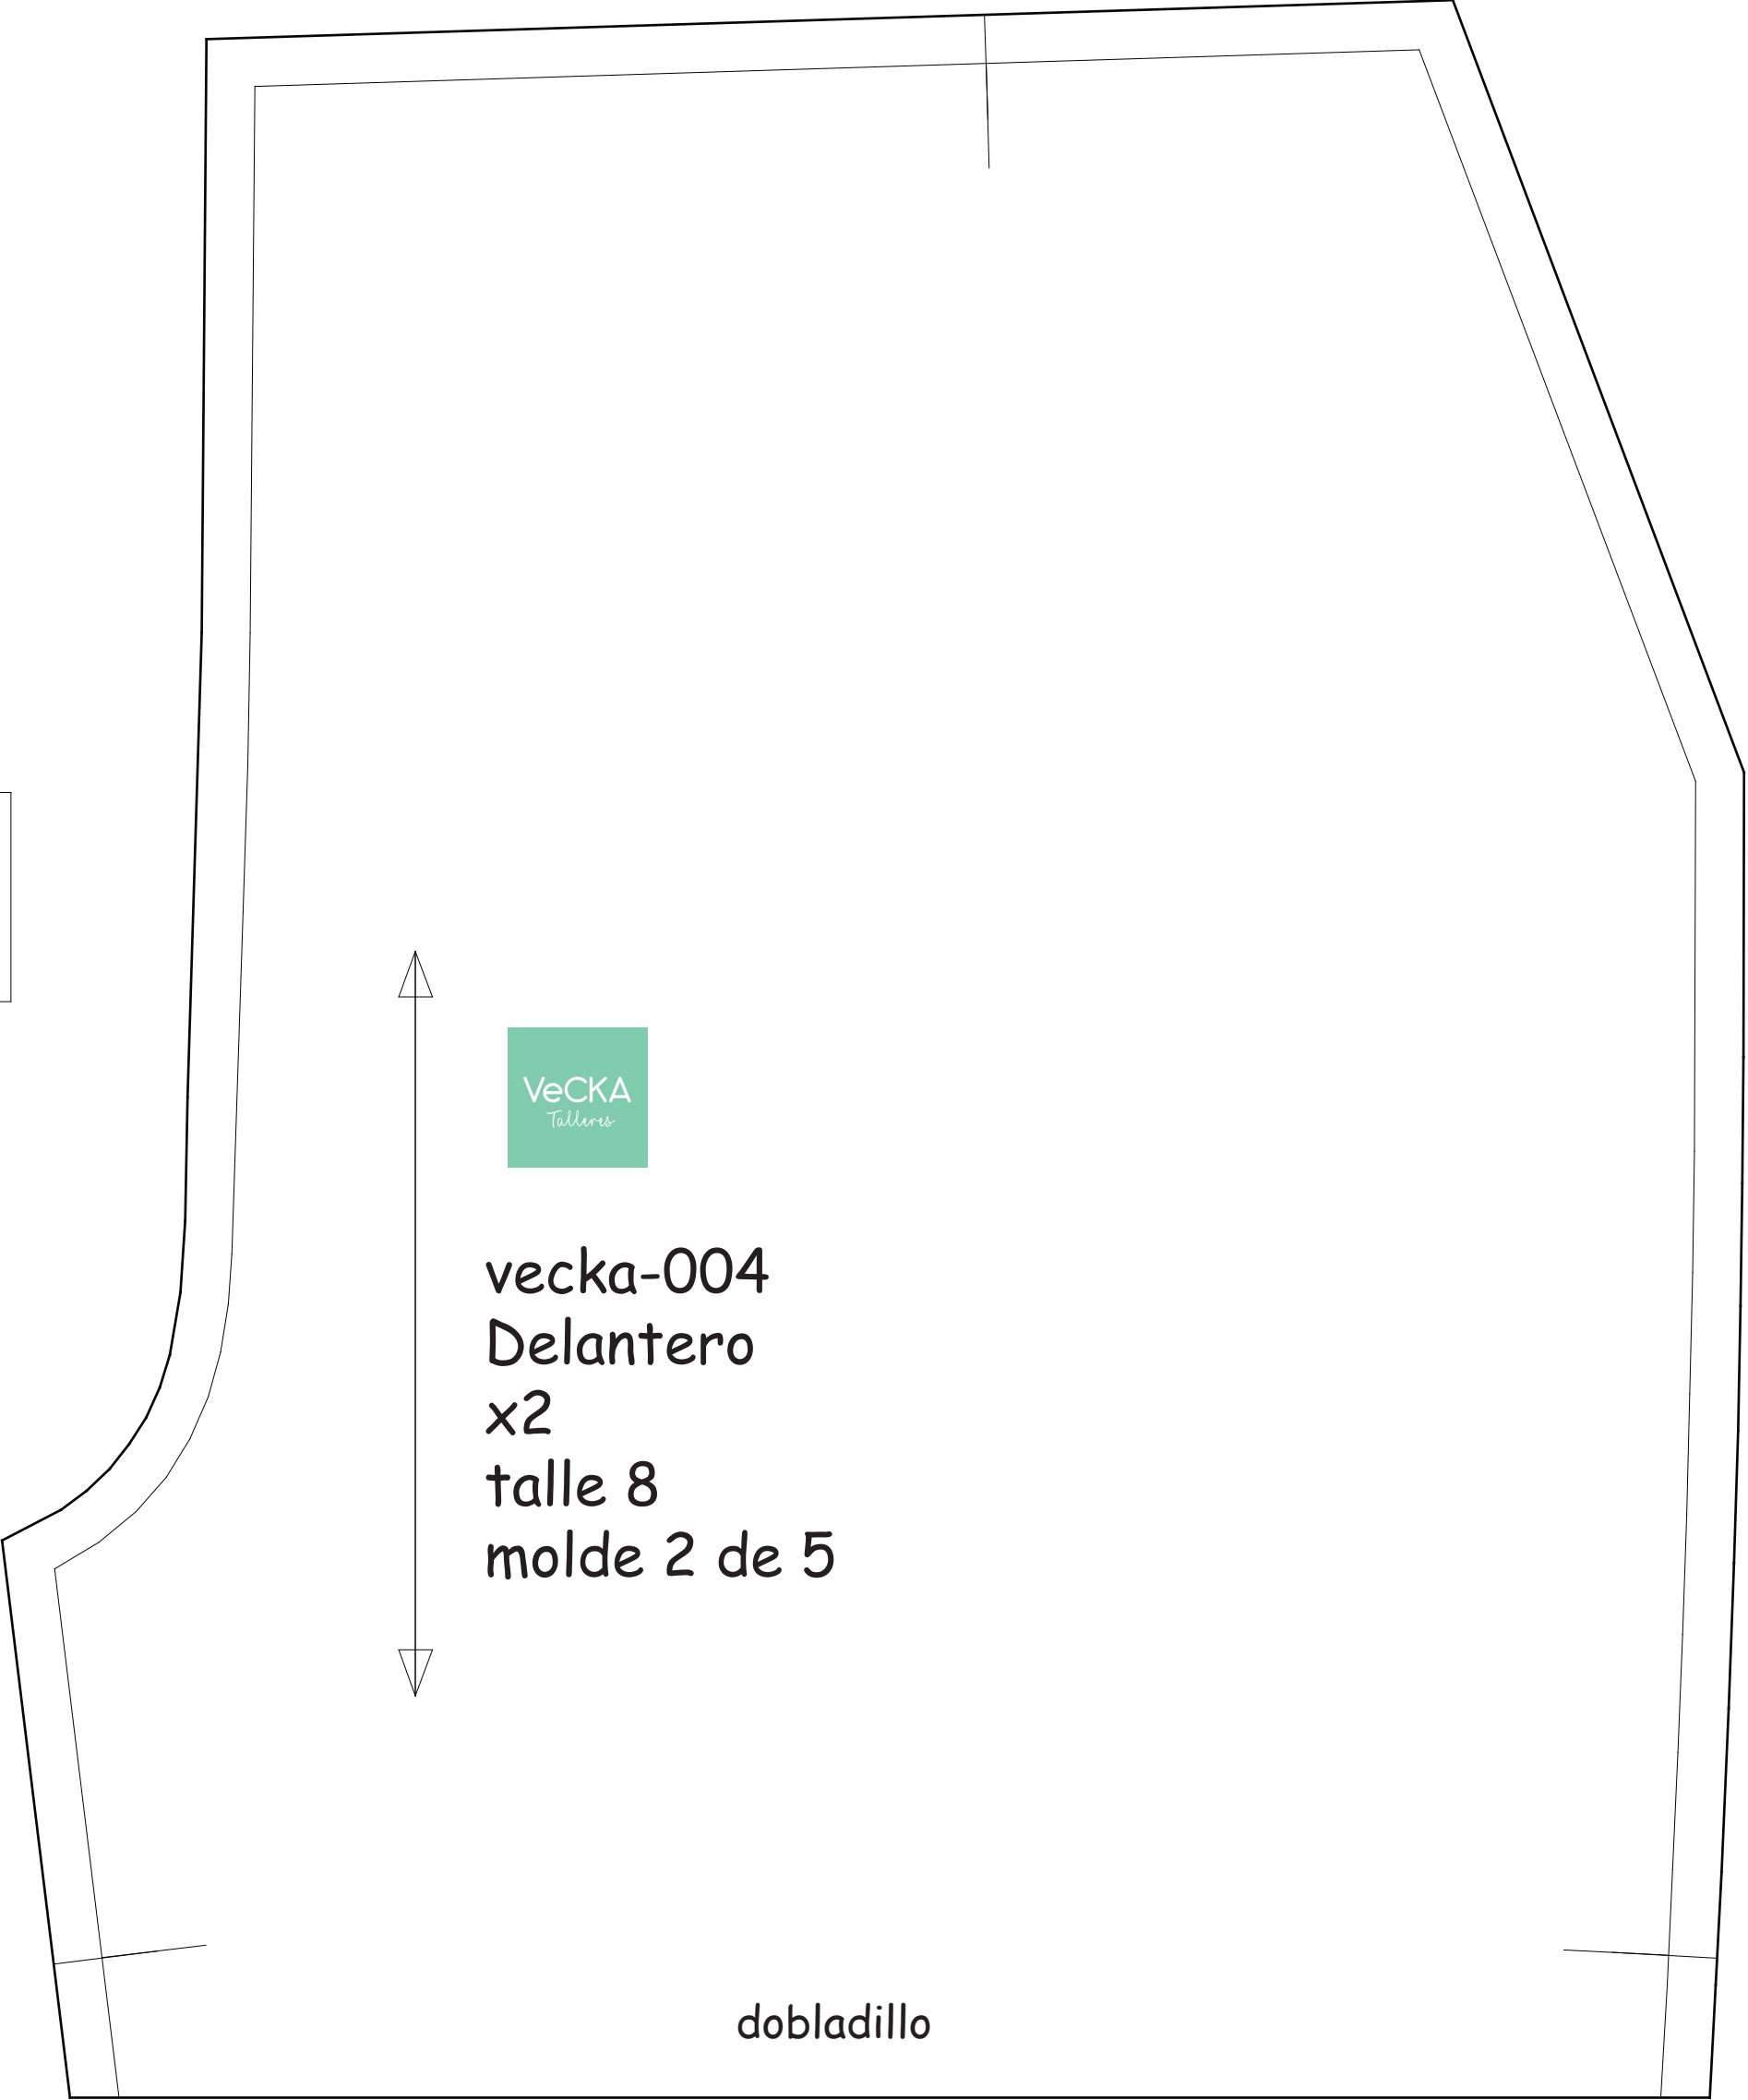 VeCKA
Talleres
vecka-004
Delantero
x2
talle 8
molde 2 de 5
dobladillo